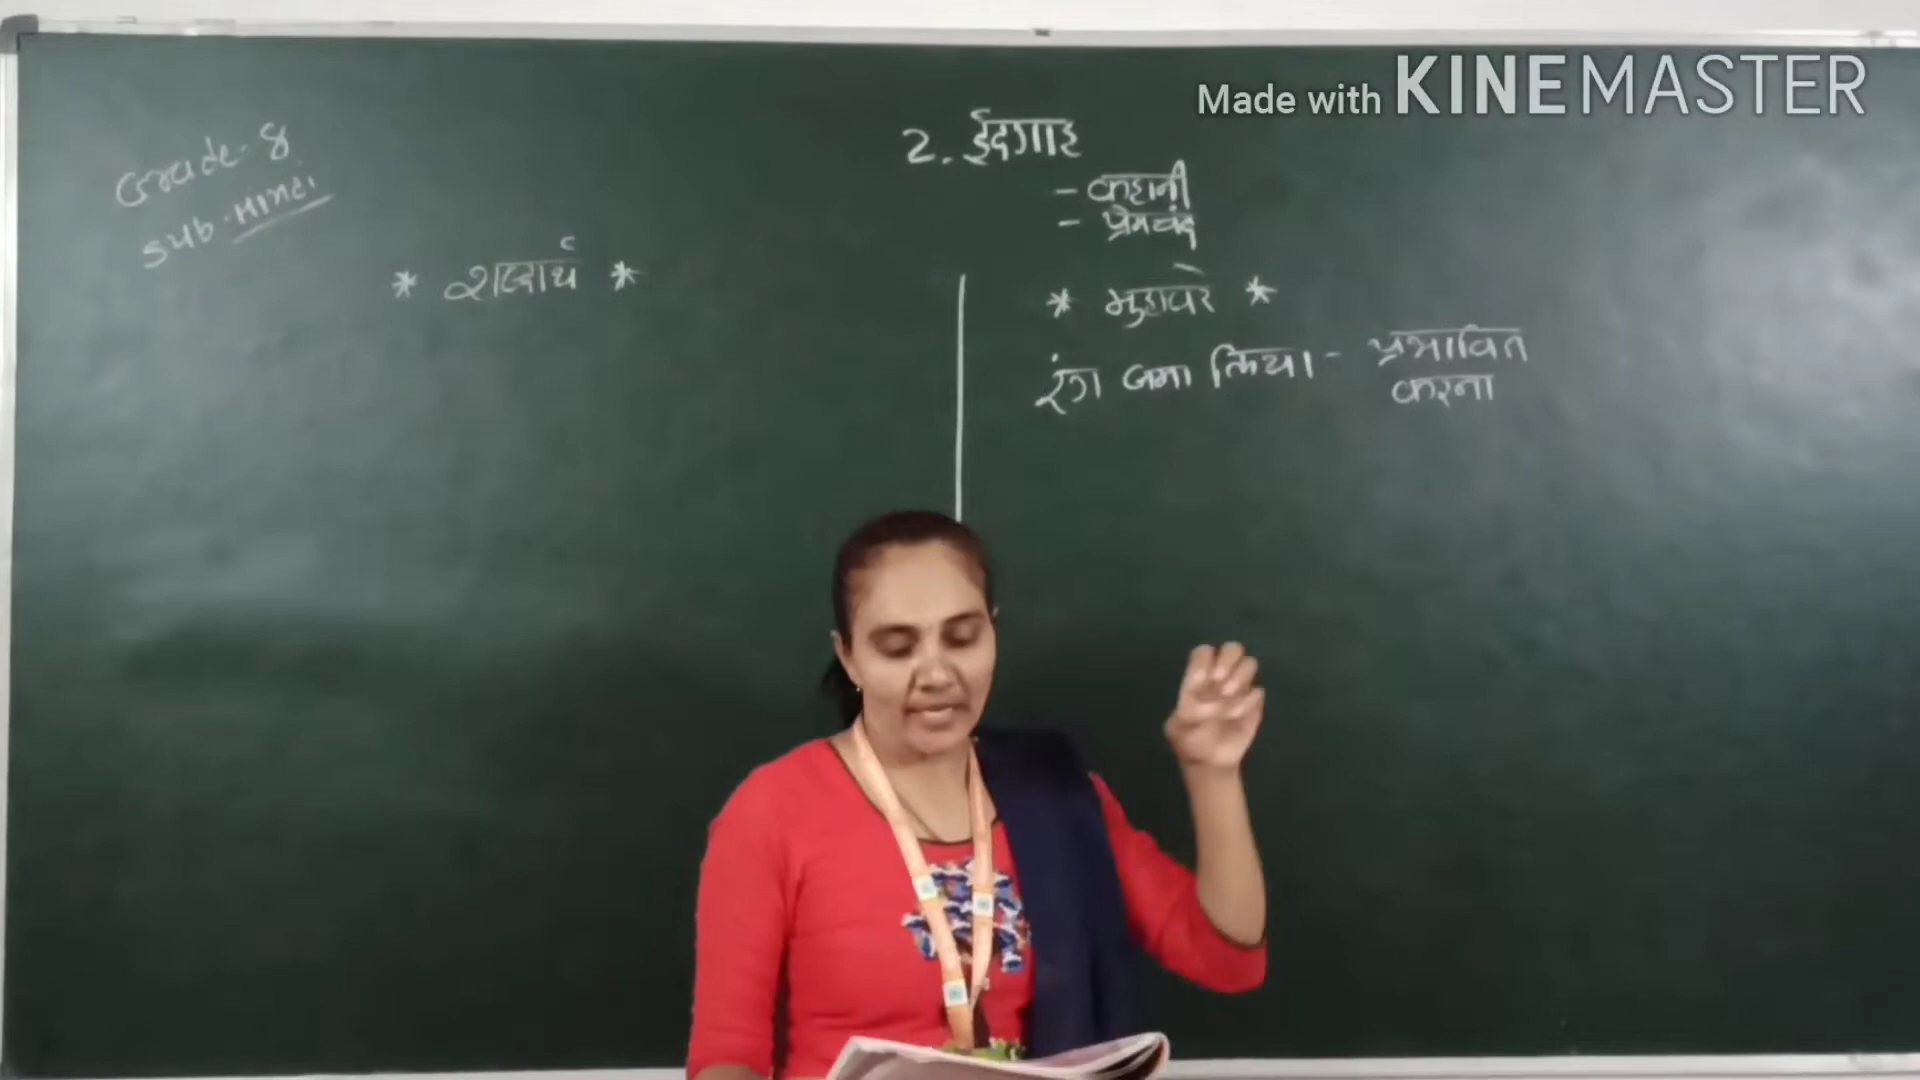 Made with KINEMASTER
Grade-8
Sub-Hindi
2. ईदगाह
- कहानी
- प्रेमचंद
* शब्दार्थ *
* मुहावरे *
रंग जमा किया - प्रभावित
करना